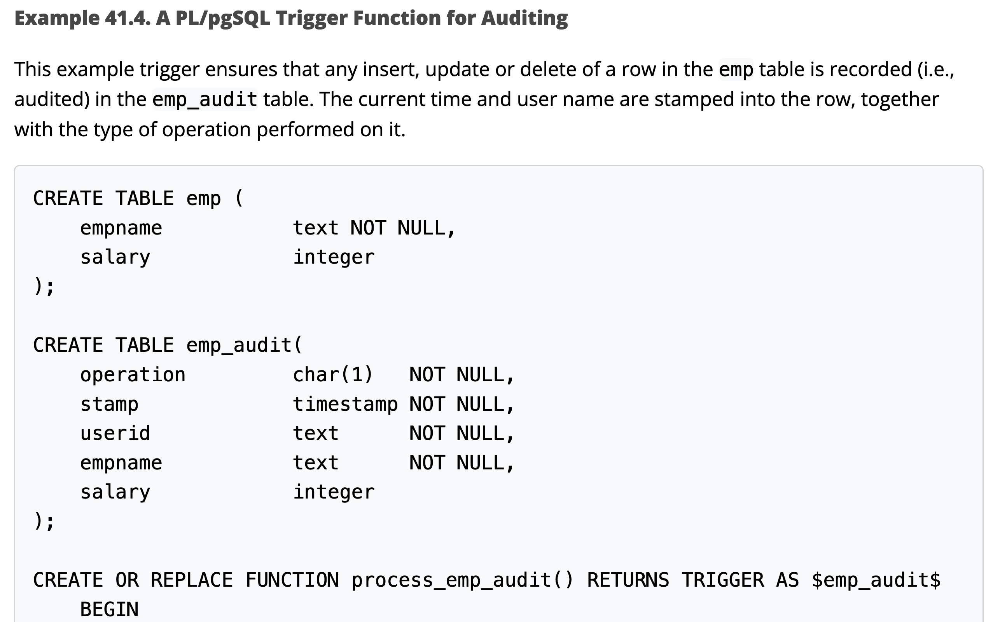 Example 41.4. A PL/pgSQL Trigger Function for Auditing
This example trigger ensures that any insert, update or delete of a row in the emp table is recorded (i.e.,
audited) in the emp_audit table. The current time and user name are stamped into the row, together
with the type of operation performed on it.
CREATE TABLE emp (
    empname           text NOT NULL,
    salary            integer
);
CREATE TABLE emp_audit(
    operation         char(1)   NOT NULL,
    stamp             timestamp NOT NULL,
    userid            text      NOT NULL,
    empname           text      NOT NULL,
    salary            integer
);
CREATE OR REPLACE FUNCTION process_emp_audit() RETURNS TRIGGER AS $emp_audit$
    BEGIN